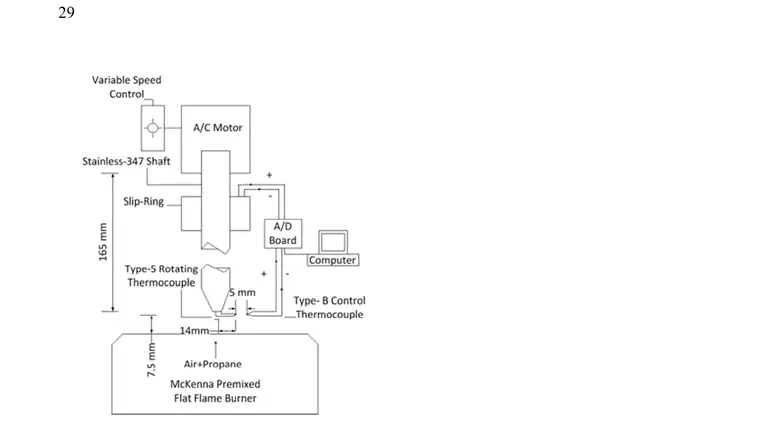 29
Variable Speed
Control
A/C Motor
Stainless-347 Shaft
+
-
Slip-Ring
A/D
Board
165 mm
Computer
Type-S Rotating
Thermocouple
+
-
5 mm
Type- B Control
Thermocouple
14mm
7.5 mm
Air+Propane
McKenna Premixed
Flat Flame Burner